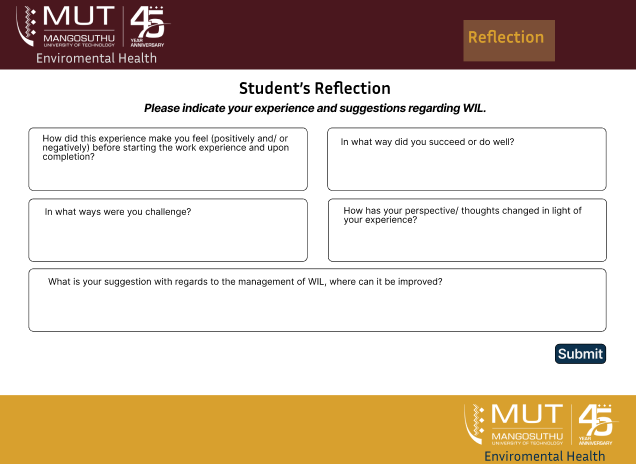 MUT
MANGOSUTHU
UNIVERSITY OF TECHNOLOGY
45
YEAR
ANNIVERSARY
Enviromental Health
Reflection
Student's Reflection
Please indicate your experience and suggestions regarding WIL.
How did this experience make you feel (positively and/ or
negatively) before starting the work experience and upon
completion?
In what way did you succeed or do well?
In what ways were you challenge?
How has your perspective/ thoughts changed in light of
your experience?
What is your suggestion with regards to the management of WIL, where can it be improved?
Submit
MUT
MANGOSUTHU
UNIVERSITY OF TECHNOLOGY
45
YEAR
ANNIVERSARY
Enviromental Health